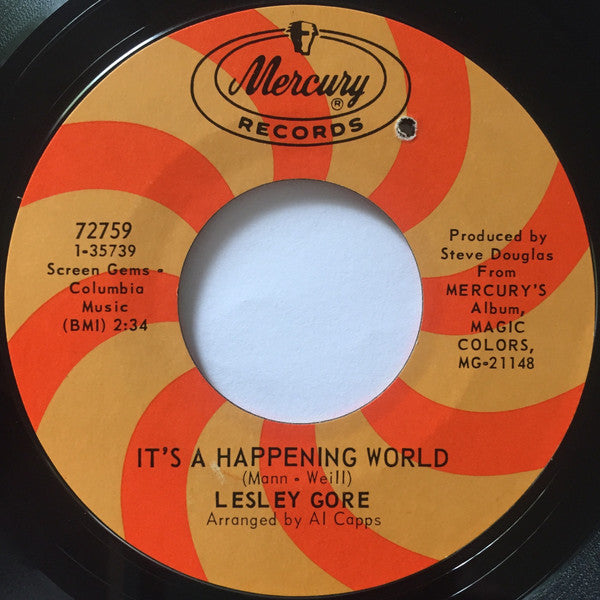 Mercury
®
RECORDS
72759
1-35739
Screen Gems -
Columbia
Music
(BMI) 2:34
Produced by
Steve Douglas
From
MERCURY'S
Album,
MAGIC
COLORS,
MG-21148
IT'S A HAPPENING WORLD
(Mann - Weill)
LESLEY GORE
Arranged by Al Capps